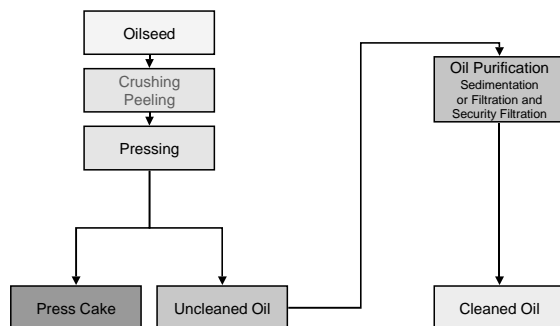 Oilseed
Crushing
Peeling
Pressing
Press Cake
Uncleaned Oil
Oil Purification
Sedimentation
or Filtration and
Security Filtration
Cleaned Oil